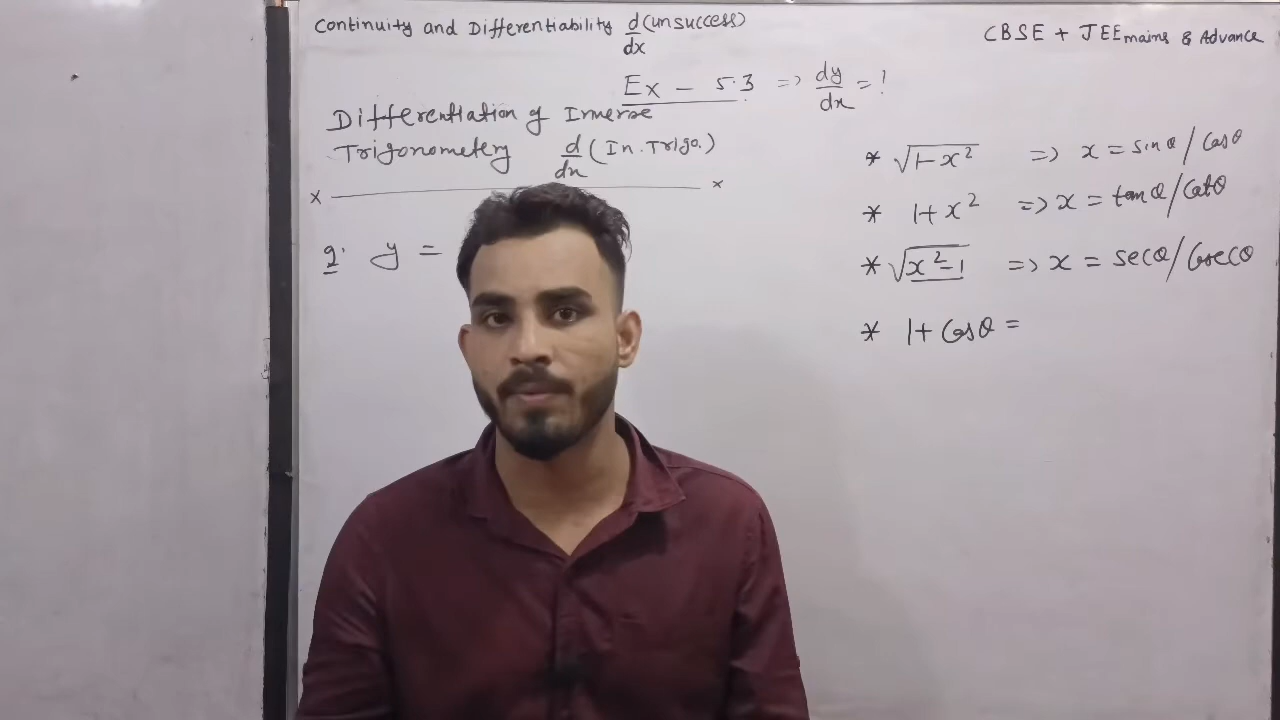 Continuity and Differentiability d/dx (unsuccess)
CBSE + JEE mains & Advance
Ex – 5.3 => dy/dx = ?
Differentiation of Inverse
Trigonometry d/dx (In. Trigo.)
x x
Q. y =
* √1-x² => x = sinθ/cosθ
* 1+x² => x = tanθ/cotθ
* √x²-1 => x = secθ/cosecθ
* 1+cosθ =